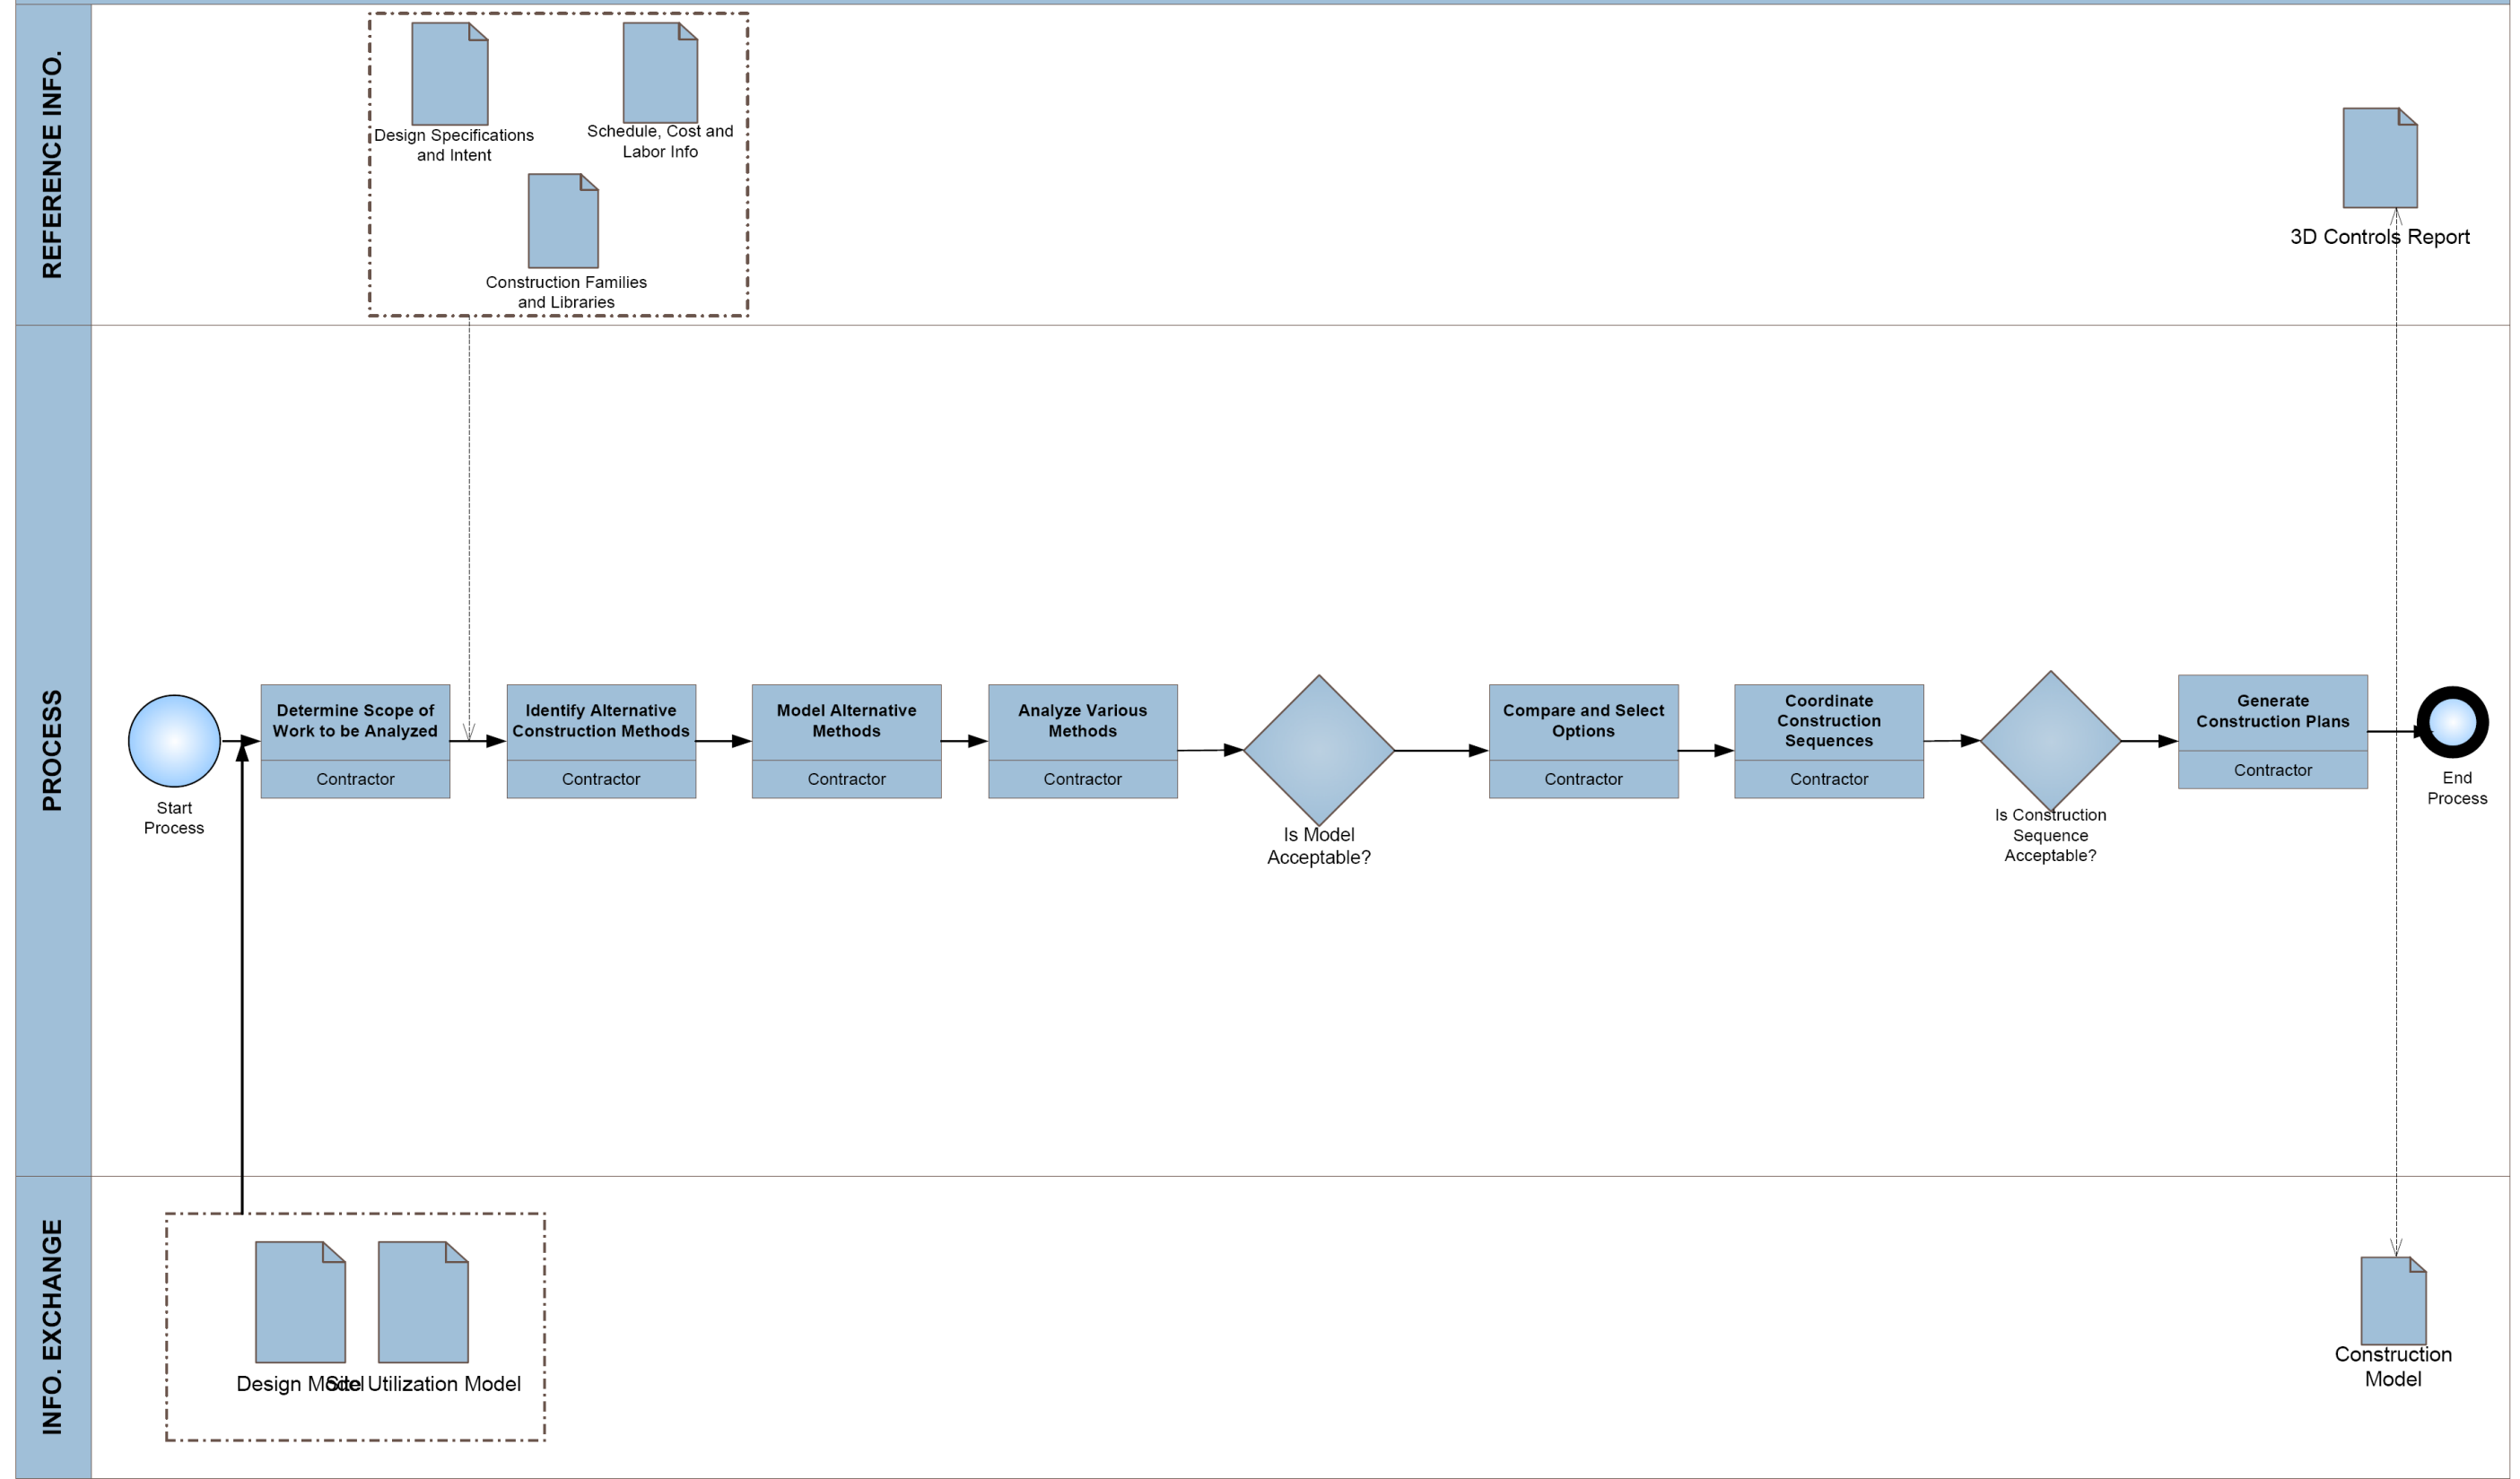 REFERENCE INFO.
Design Specifications
and Intent
Schedule, Cost and
Labor Info
Construction Families
and Libraries
3D Controls Report
PROCESS
Start
Process
Determine Scope of
Work to be Analyzed
Contractor
Identify Alternative
Construction Methods
Contractor
Model Alternative
Methods
Contractor
Analyze Various
Methods
Contractor
Is Model
Acceptable?
Compare and Select
Options
Contractor
Coordinate
Construction
Sequences
Contractor
Is Construction
Sequence
Acceptable?
Generate
Construction Plans
Contractor
End
Process
INFO. EXCHANGE
Design Model
Site Utilization Model
Construction
Model